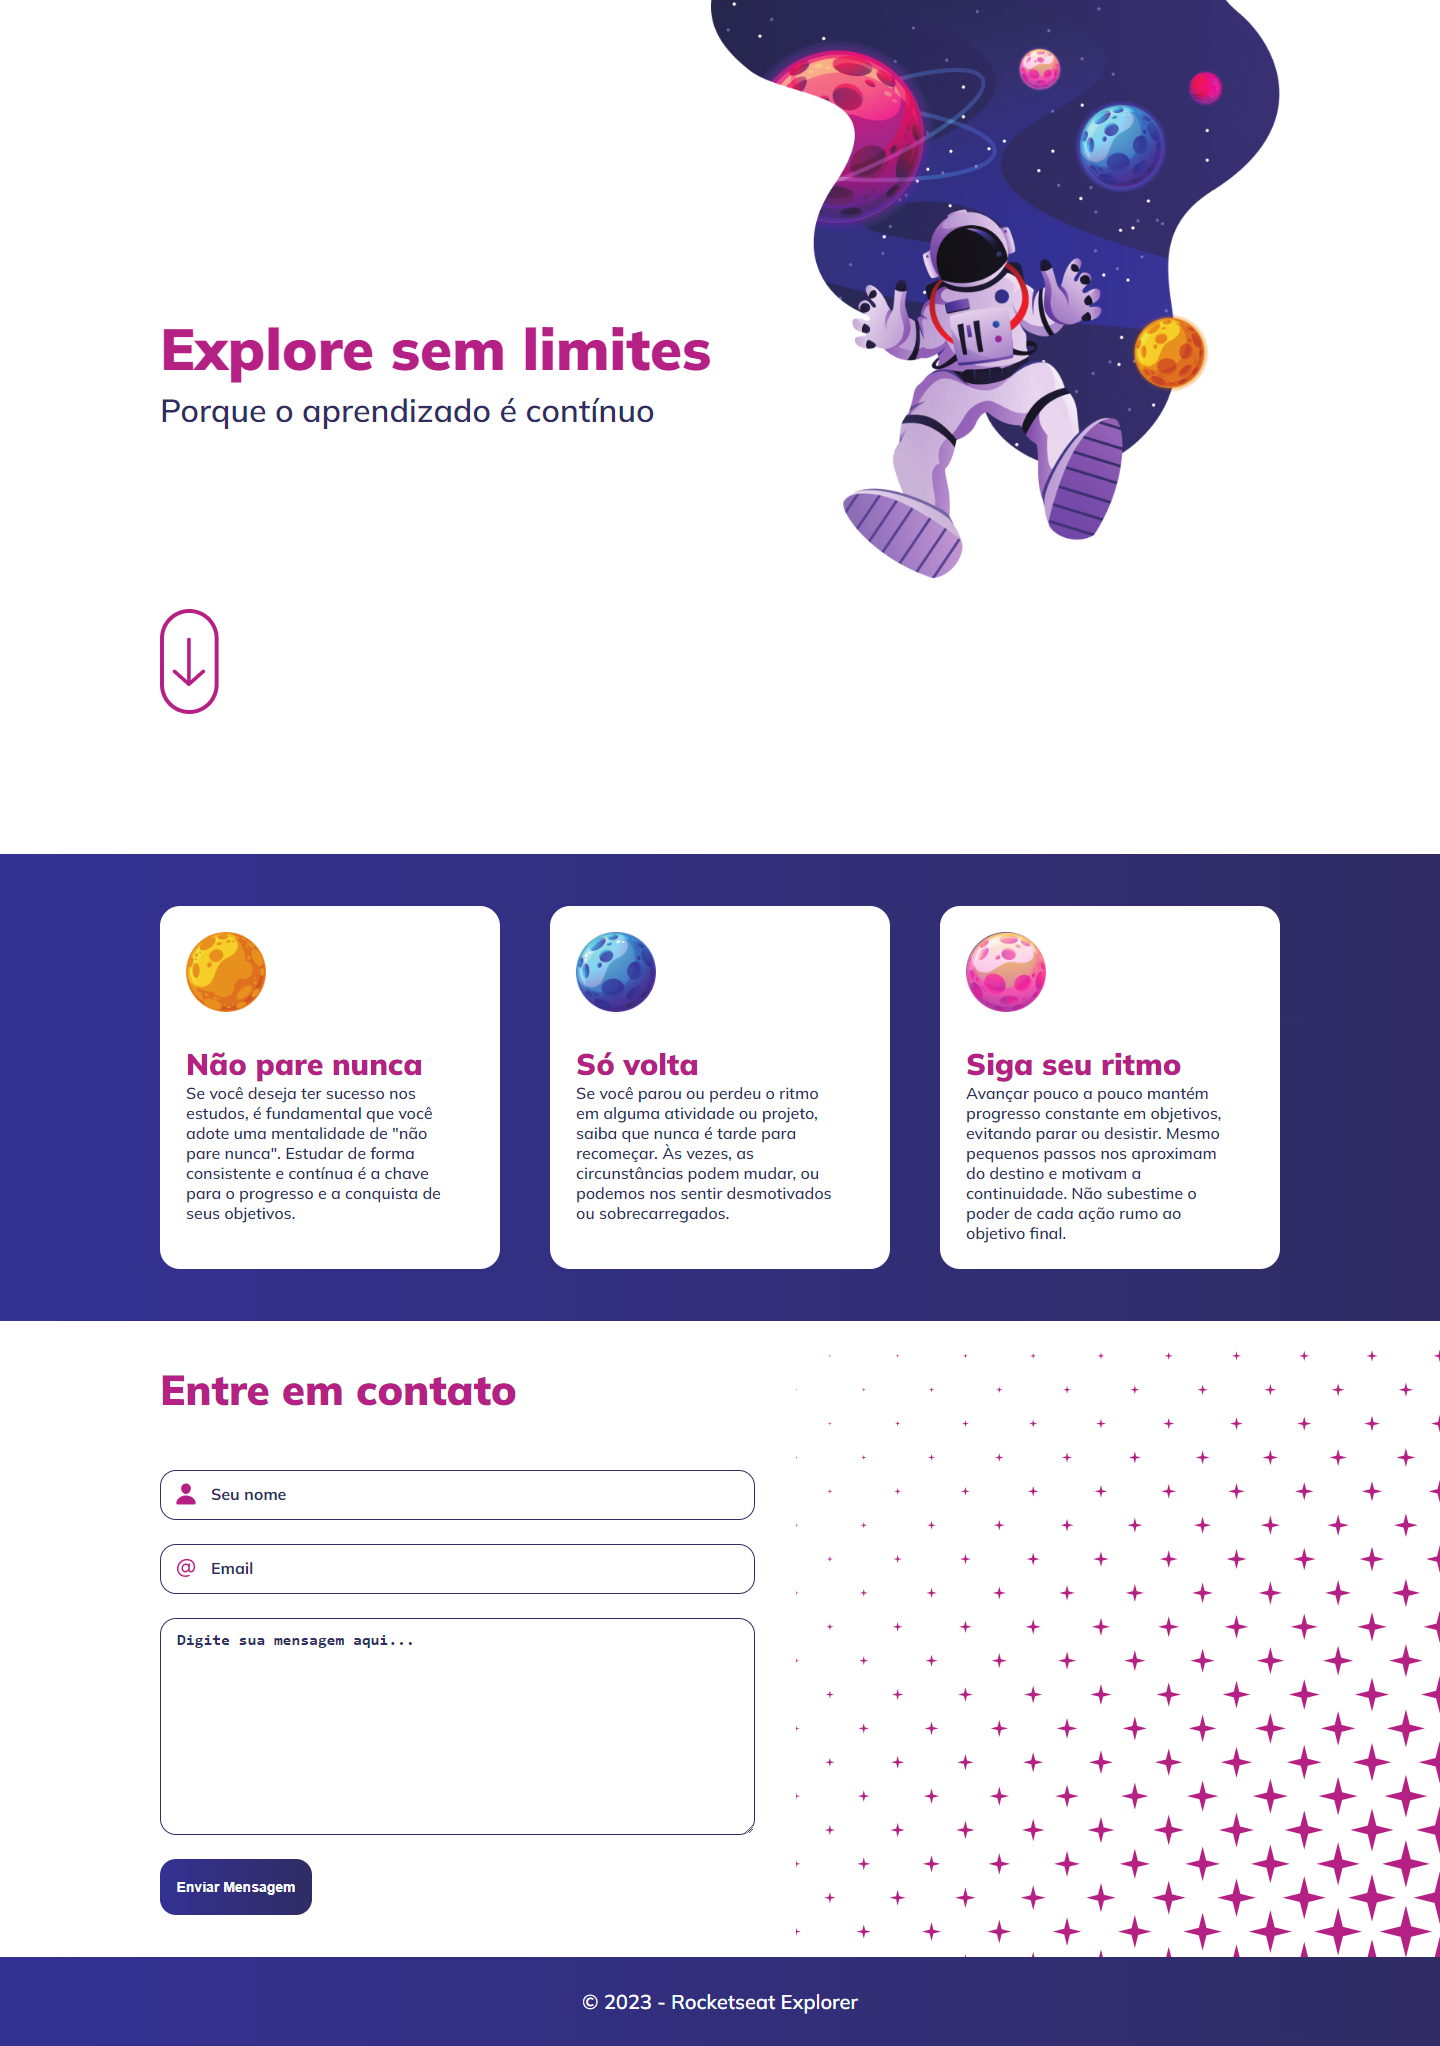 Explore sem limites
Porque o aprendizado é contínuo
Não pare nunca
Se você deseja ter sucesso nos
estudos, é fundamental que você
adote uma mentalidade de "não
pare nunca". Estudar de forma
consistente e contínua é a chave
para o progresso e a conquista de
seus objetivos.
Só volta
Se você parou ou perdeu o ritmo
em alguma atividade ou projeto,
saiba que nunca é tarde para
recomeçar. Às vezes, as
circunstâncias podem mudar, ou
podemos nos sentir desmotivados
ou sobrecarregados.
Siga seu ritmo
Avançar pouco a pouco mantém
progresso constante em objetivos,
evitando parar ou desistir. Mesmo
pequenos passos nos aproximam
do destino e motivam a
continuidade. Não subestime o
poder de cada ação rumo ao
objetivo final.
Entre em contato
Seu nome
@ Email
Digite sua mensagem aqui...
Enviar Mensagem
© 2023 - Rocketseat Explorer